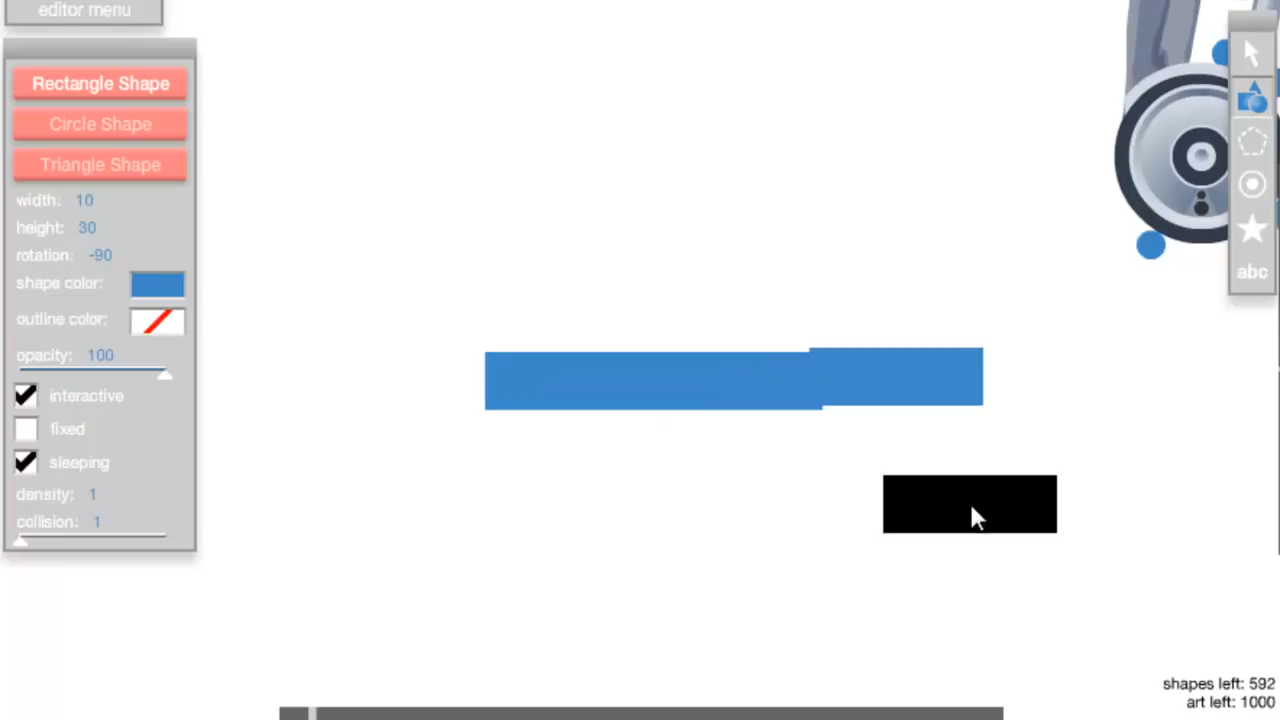 editor menu
Rectangle Shape
Circle Shape
Triangle Shape
width: 10
height: 30
rotation: -90
shape color:
outline color:
opacity: 100
interactive
fixed
sleeping
density: 1
collision: 1
abc
shapes left: 592
art left: 1000